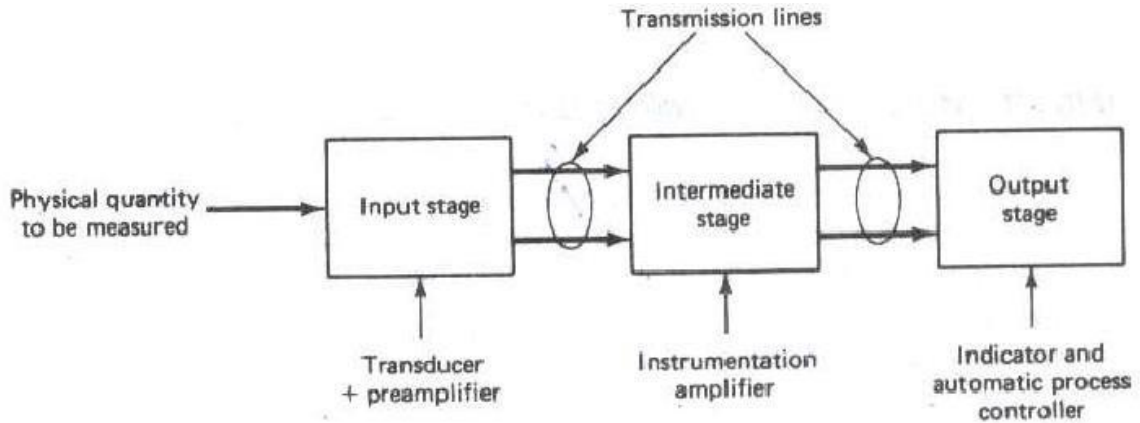 Transmission lines
Physical quantity
to be measured
Input stage
Intermediate
stage
Output
stage
Transducer
+ preamplifier
Instrumentation
amplifier
Indicator and
automatic process
controller